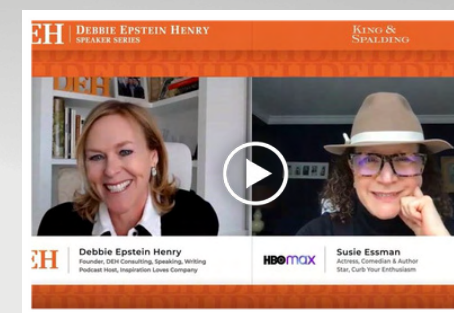 EH
DEBBIE EPSTEIN HENRY
SPEAKER SERIES
KING &
SPALDING
EH
Debbie Epstein Henry
Founder, DEH Consulting, Speaking, Writing
Podcast Host, Inspiration Loves Company
HBOMAX
Susie Essman
Actress, Comedian & Author
Star, Curb Your Enthusiasm